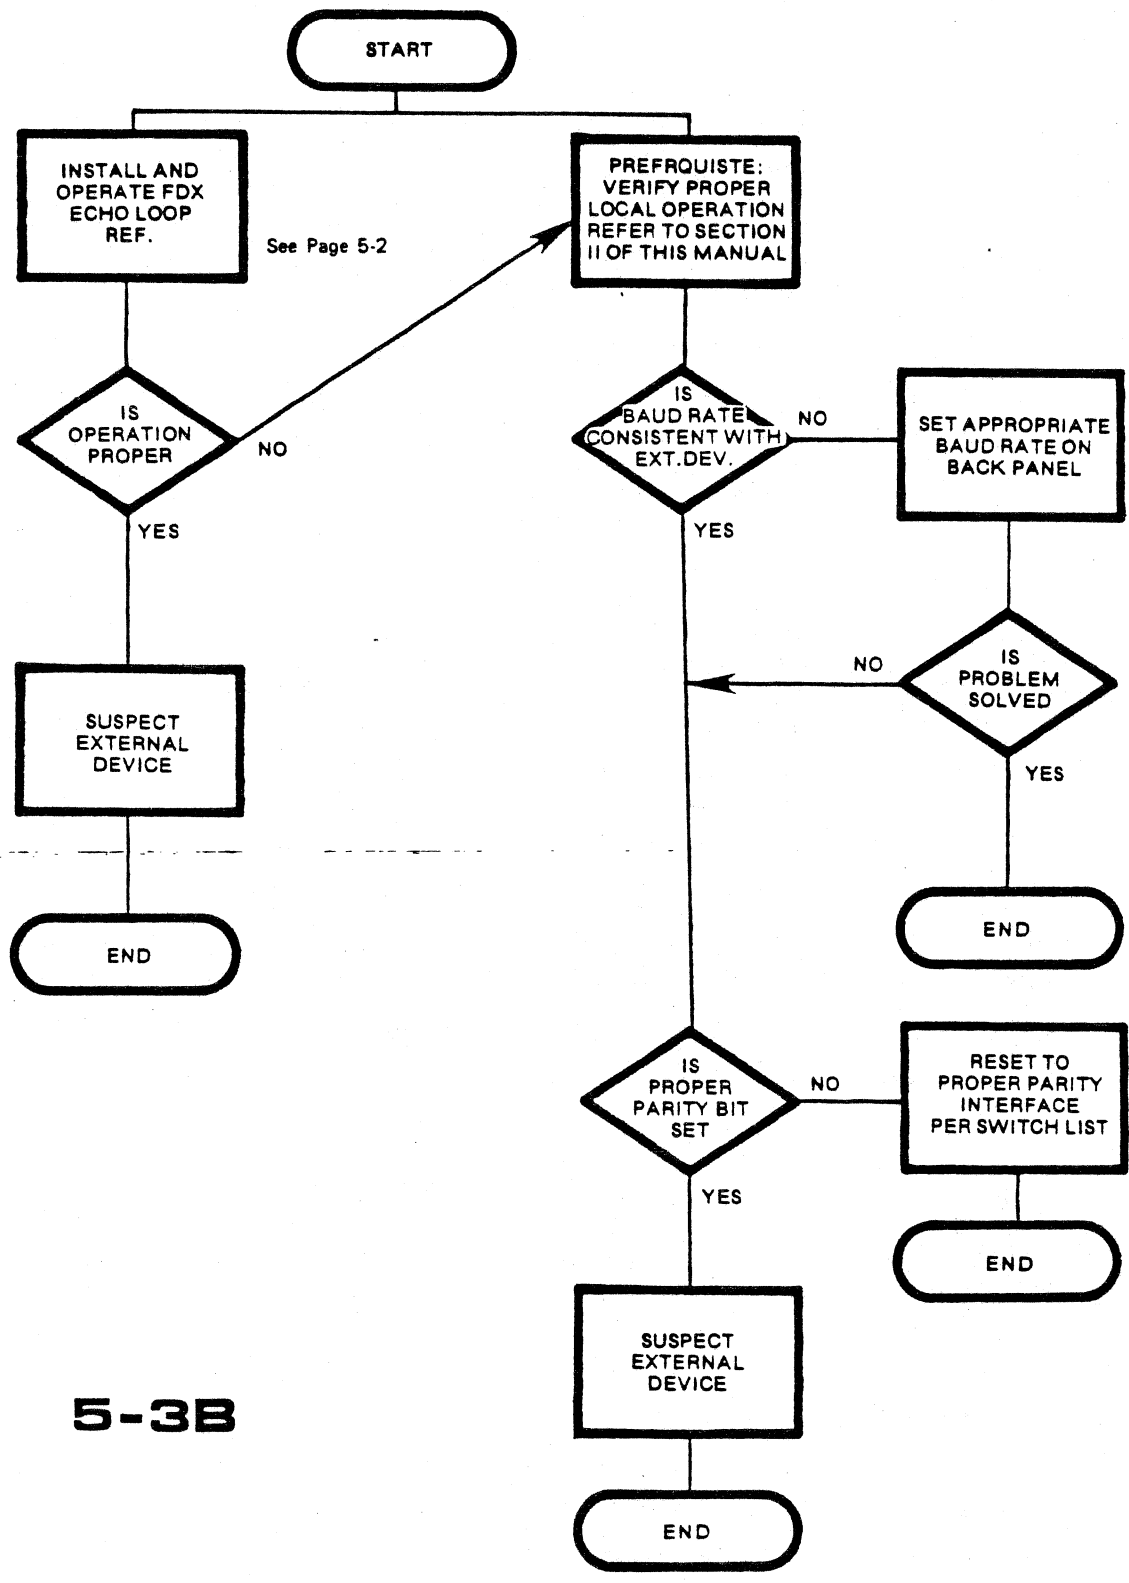 START
INSTALL AND
OPERATE FDX
ECHO LOOP
REF.
See Page 5-2
PREFRQUISTE:
VERIFY PROPER
LOCAL OPERATION
REFER TO SECTION
II OF THIS MANUAL
IS
OPERATION
PROPER
NO
YES
IS
BAUD RATE
CONSISTENT WITH
EXT.DEV.
NO
YES
SET APPROPRIATE
BAUD RATE ON
BACK PANEL
IS
PROBLEM
SOLVED
NO
YES
SUSPECT
EXTERNAL
DEVICE
END
END
IS
PROPER
PARITY BIT
SET
NO
YES
RESET TO
PROPER PARITY
INTERFACE
PER SWITCH LIST
END
SUSPECT
EXTERNAL
DEVICE
END
5-3B